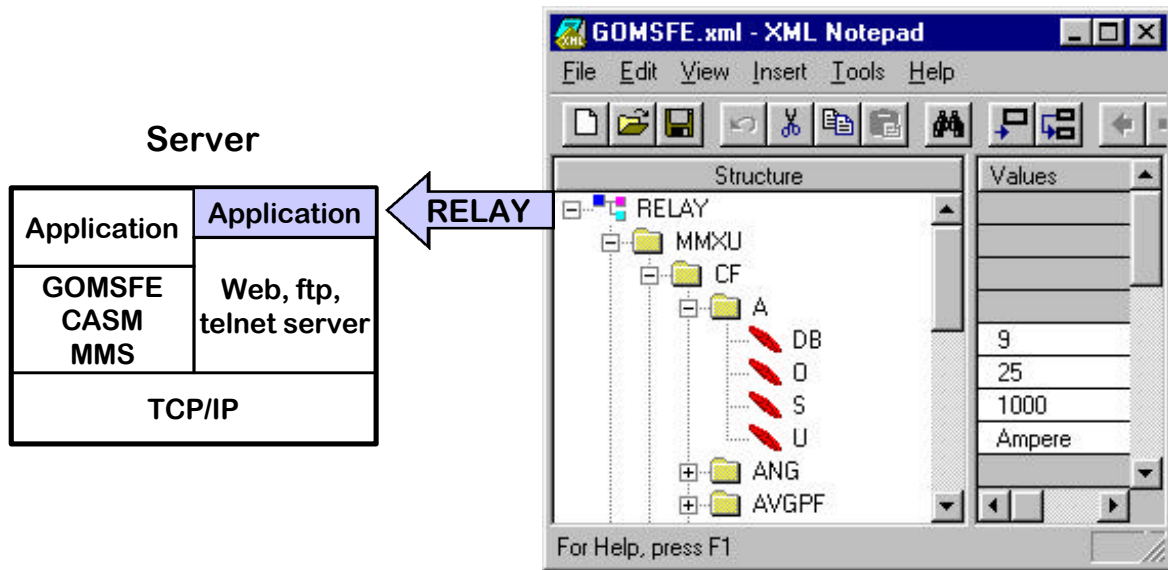 Server
Application
Application
GOMSFE
CASM
MMS
Web, ftp,
telnet server
TCP/IP
RELAY
GOMSFE.xml - XML Notepad
File Edit View Insert Tools Help
Structure
Values
RELAY
MMXU
CF
A
DB
9
O
25
S
1000
U
Ampere
ANG
AVGPF
For Help, press F1